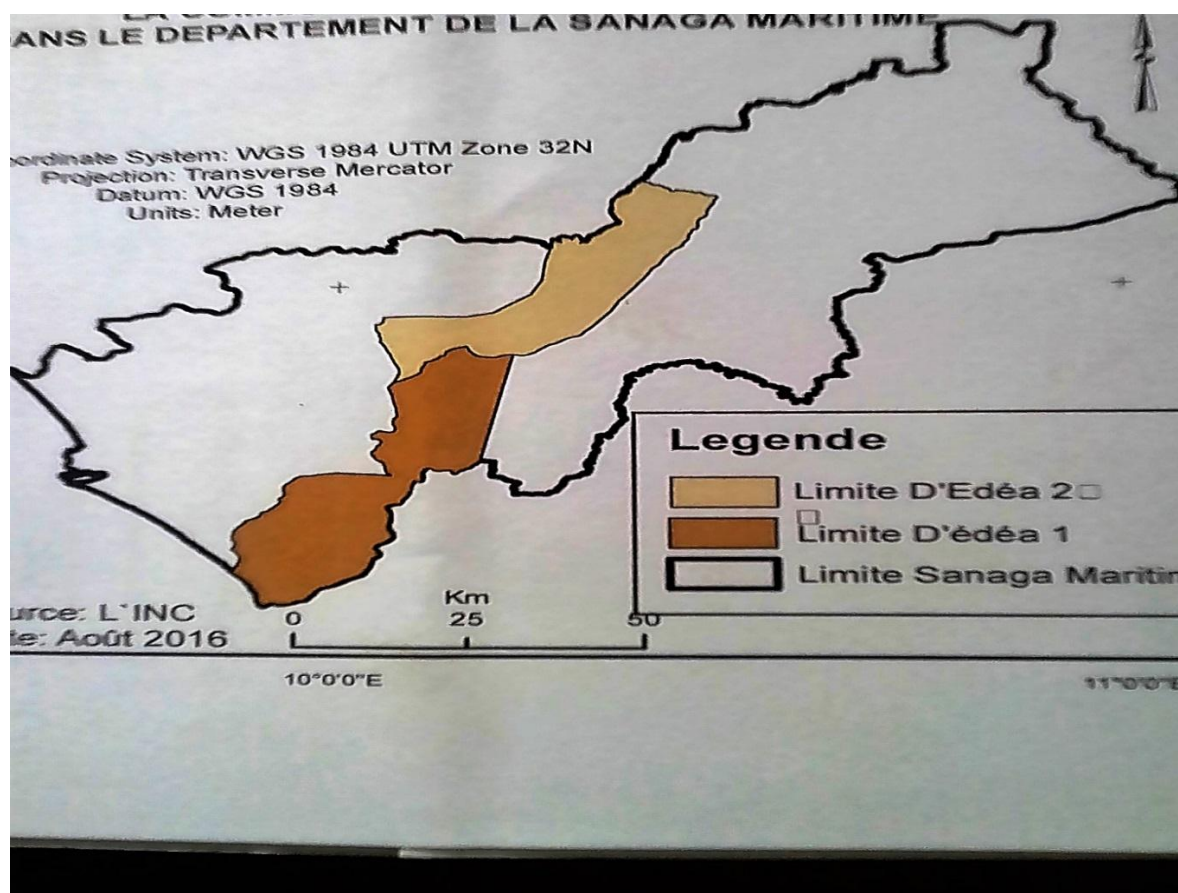 ANS LE DEPARTEMENT DE LA SANAGA MARITIME
ordinate System: WGS 1984 UTM Zone 32N
Projection: Transverse Mercator
Datum: WGS 1984
Units: Meter
Legende
Limite D'Edéa 2
Limite D'édéa 1
Limite Sanaga Maritim
urce: L'INC
te: Août 2016
Km
0 25 50
10°0'0"E
11°0'0"E